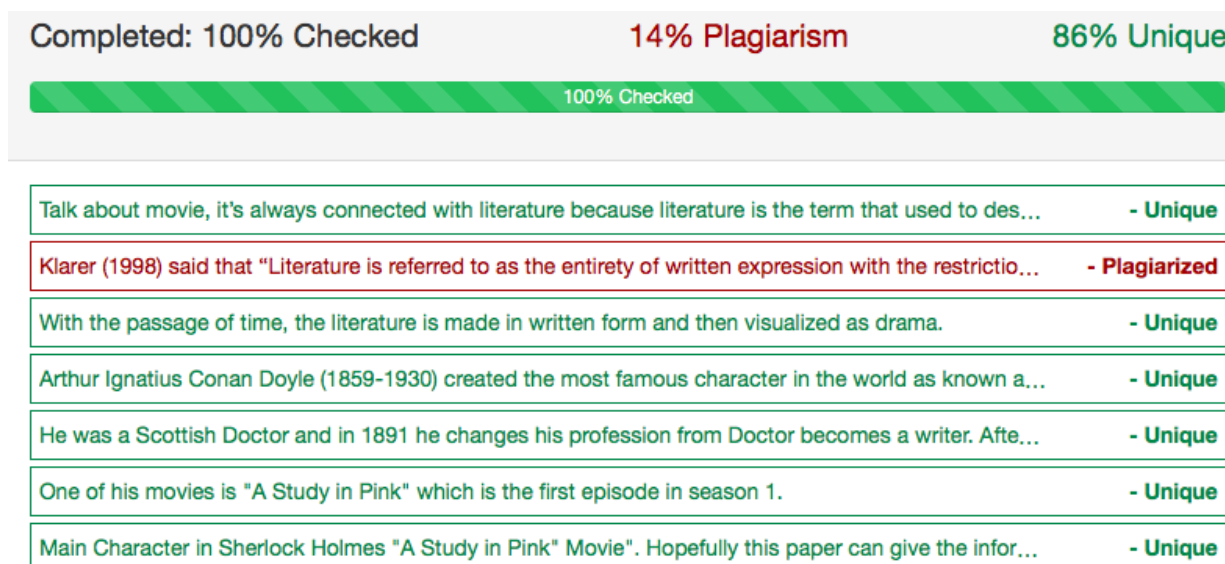 Completed: 100% Checked 14% Plagiarism 86% Unique
100% Checked
Talk about movie, it's always connected with literature because literature is the term that used to des... - Unique
Klarer (1998) said that “Literature is referred to as the entirety of written expression with the restrictio... - Plagiarized
With the passage of time, the literature is made in written form and then visualized as drama. - Unique
Arthur Ignatius Conan Doyle (1859-1930) created the most famous character in the world as known a... - Unique
He was a Scottish Doctor and in 1891 he changes his profession from Doctor becomes a writer. Afte... - Unique
One of his movies is "A Study in Pink" which is the first episode in season 1. - Unique
Main Character in Sherlock Holmes "A Study in Pink" Movie". Hopefully this paper can give the infor... - Unique